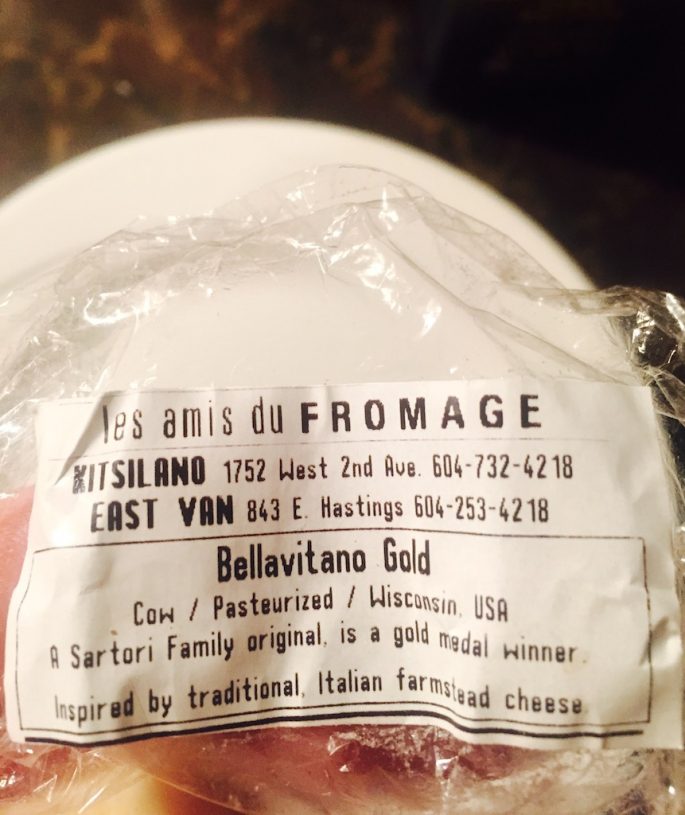 les amis du FROMAGE
KITSILANO 1752 West 2nd Ave. 604-732-4218
EAST VAN 843 E. Hastings 604-253-4218
Bellavitano Gold
Cow / Pasteurized / Wisconsin, USA
A Sartori Family original, is a gold medal winner.
Inspired by traditional, Italian farmstead cheese.